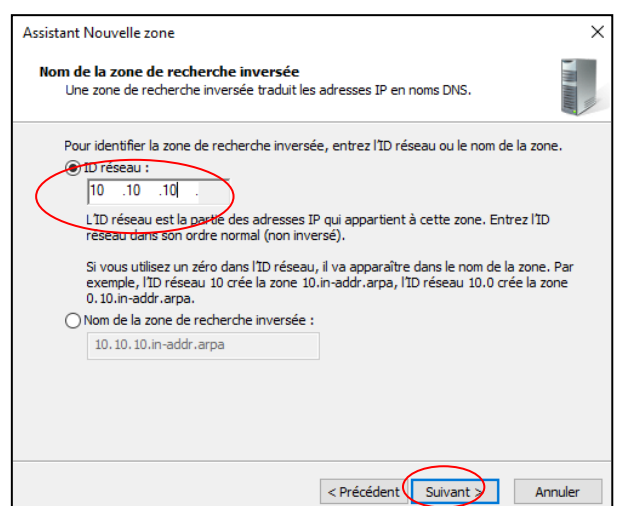 Assistant Nouvelle zone
Nom de la zone de recherche inversée
Une zone de recherche inversée traduit les adresses IP en noms DNS.
Pour identifier la zone de recherche inversée, entrez l'ID réseau ou le nom de la zone.
ID réseau :
10 .10 .10 .
L'ID réseau est la partie des adresses IP qui appartient à cette zone. Entrez l'ID
réseau dans son ordre normal (non inversé).
Si vous utilisez un zéro dans l'ID réseau, il va apparaître dans le nom de la zone. Par
exemple, l'ID réseau 10 crée la zone 10.in-addr.arpa, l'ID réseau 10.0 crée la zone
0.10.in-addr.arpa.
Nom de la zone de recherche inversée :
10.10.10.in-addr.arpa
< Précédent Suivant > Annuler